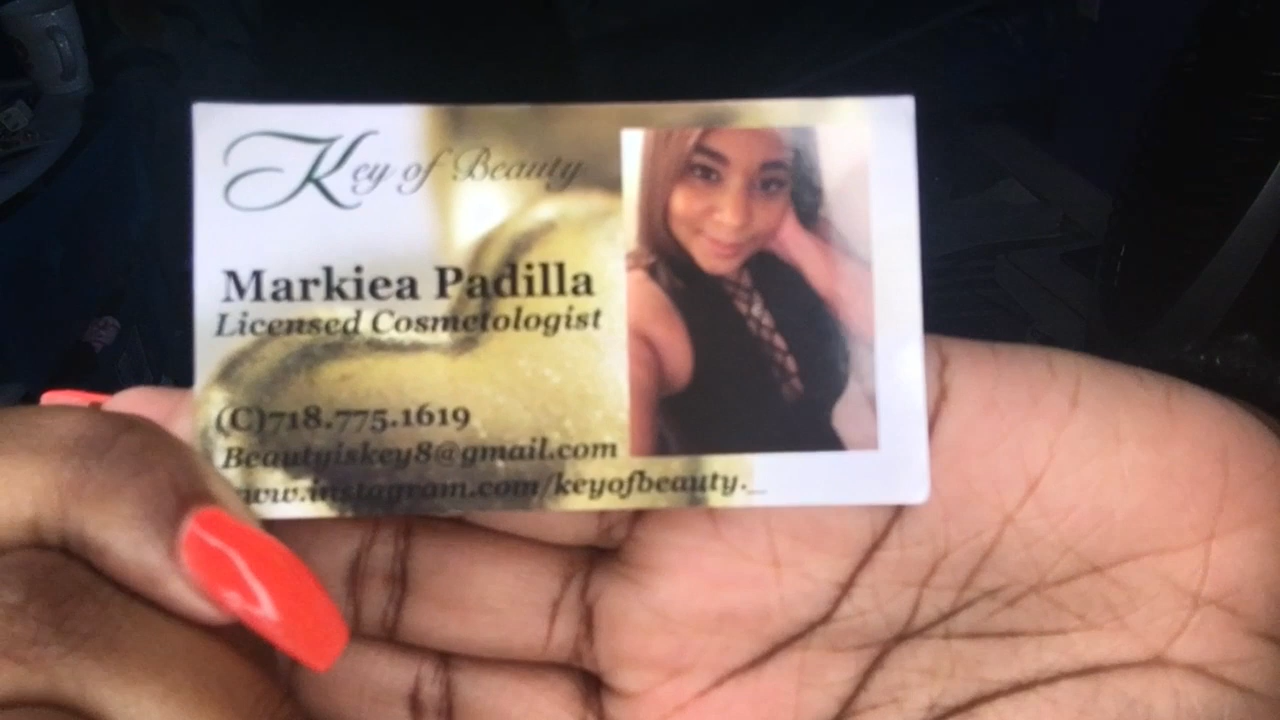 Key of Beauty
Markiea Padilla
Licensed Cosmetologist
(C)718.775.1619
Beautyiskey8@gmail.com
www.instagram.com/keyofbeauty._